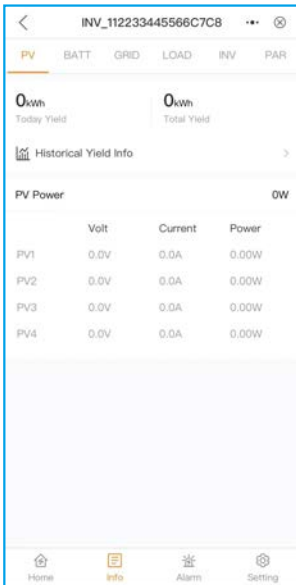 INV_112233445566C7C8
PV BATT GRID LOAD INV PAR
0kWh 0kWh
Today Yield Total Yield
Historical Yield Info
PV Power 0W
Volt Current Power
PV1 0.0V 0.0A 0.00W
PV2 0.0V 0.0A 0.00W
PV3 0.0V 0.0A 0.00W
PV4 0.0V 0.0A 0.00W
Home Info Alarm Setting